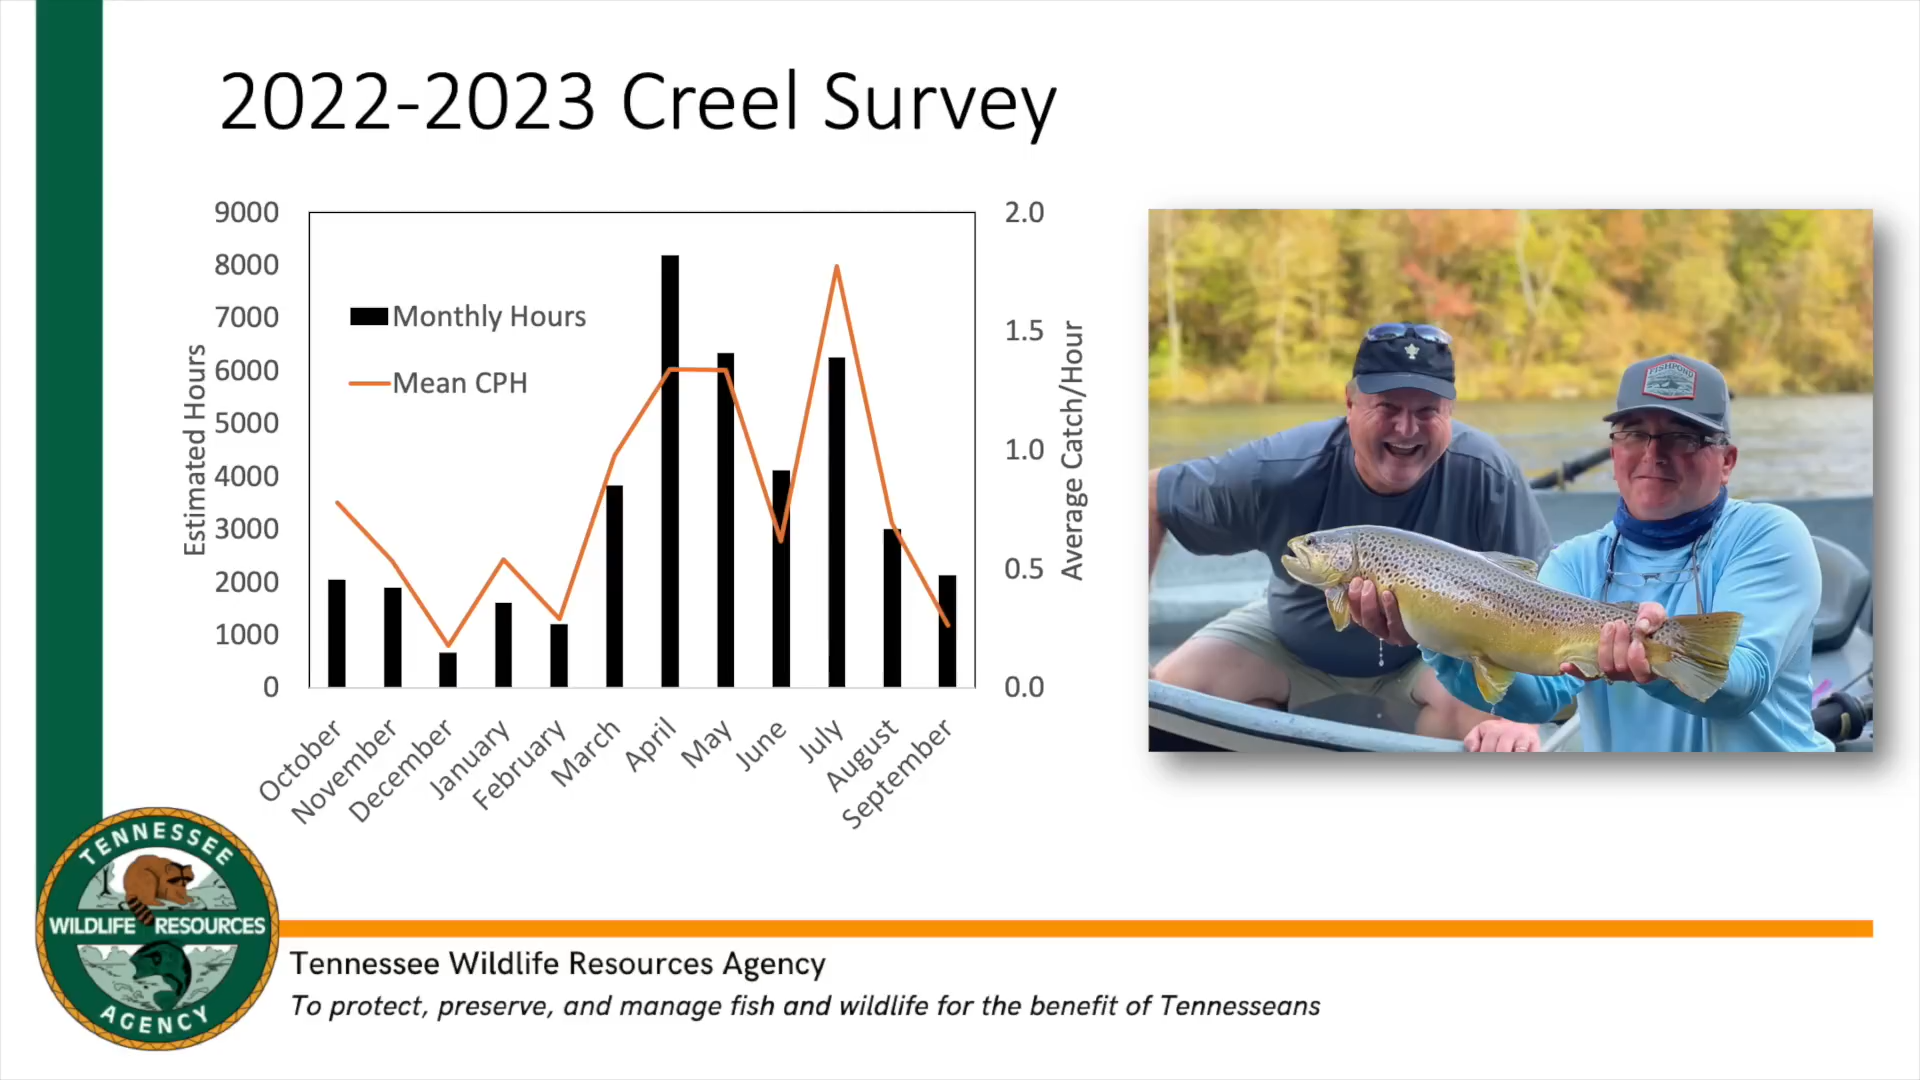 2022-2023 Creel Survey
9000
8000
7000
6000
5000
4000
3000
2000
1000
0
Estimated Hours
Monthly Hours
Mean CPH
2.0
1.5
1.0
0.5
0.0
Average Catch/Hour
October
November
December
January
February
March
April
May
June
July
August
September
FISHPOND
TENNESSEE
WILDLIFE RESOURCES
AGENCY
Tennessee Wildlife Resources Agency
To protect, preserve, and manage fish and wildlife for the benefit of Tennesseans